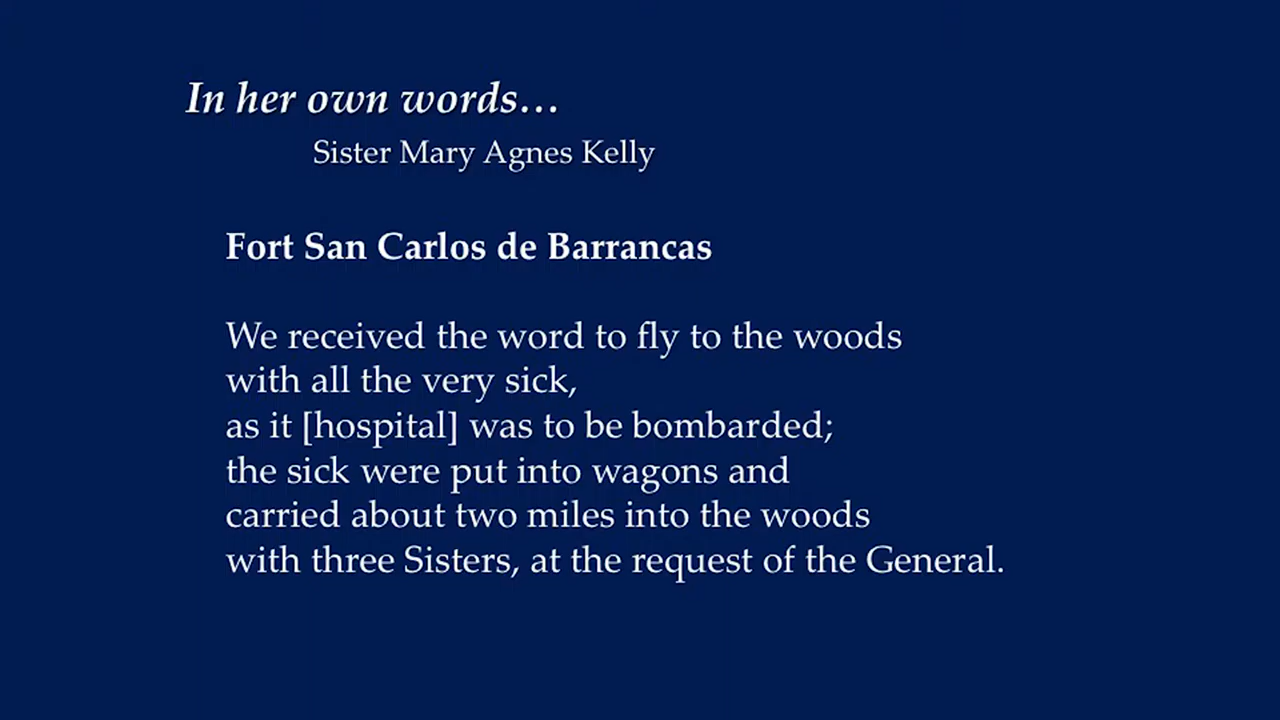 In her own words…
Sister Mary Agnes Kelly
Fort San Carlos de Barrancas
We received the word to fly to the woods
with all the very sick,
as it [hospital] was to be bombarded;
the sick were put into wagons and
carried about two miles into the woods
with three Sisters, at the request of the General.